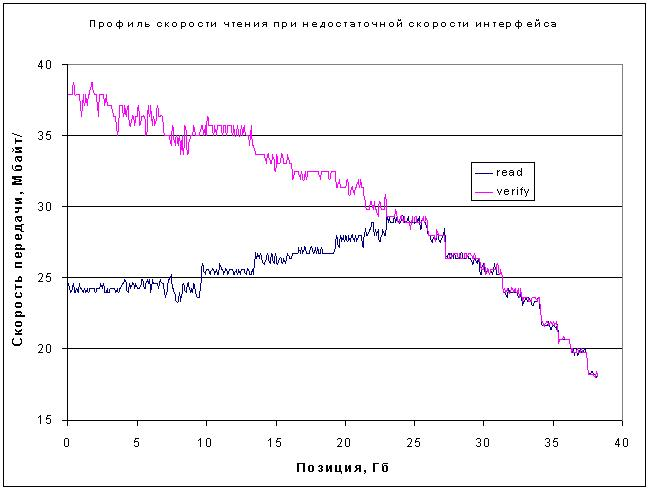 Профиль скорости чтения при недостаточной скорости интерфейса
40
35
30
25
20
15
Скорость передачи, Мбайт/
read
verify
0 5 10 15 20 25 30 35 40
Позиция, Гб